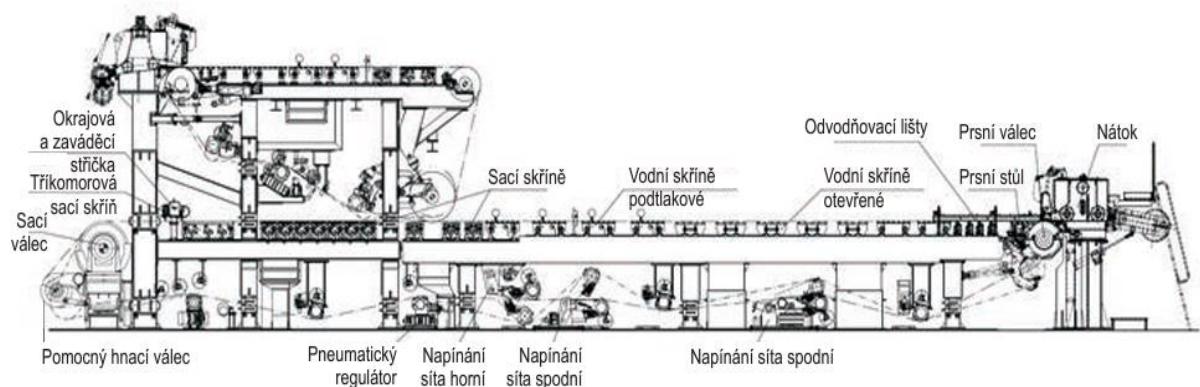 Okrajová
a zaváděcí
střička
Tříkomorová
sací skříň
Sací
válec
Sací skříně
Vodní skříně
podtlakové
Vodní skříně
otevřené
Odvodňovací lišty
Prsní válec
Prsní stůl
Nátok
Pomocný hnací válec
Pneumatický
regulátor
Napínání
síta horní
Napínání
síta spodní
Napínání síta spodní